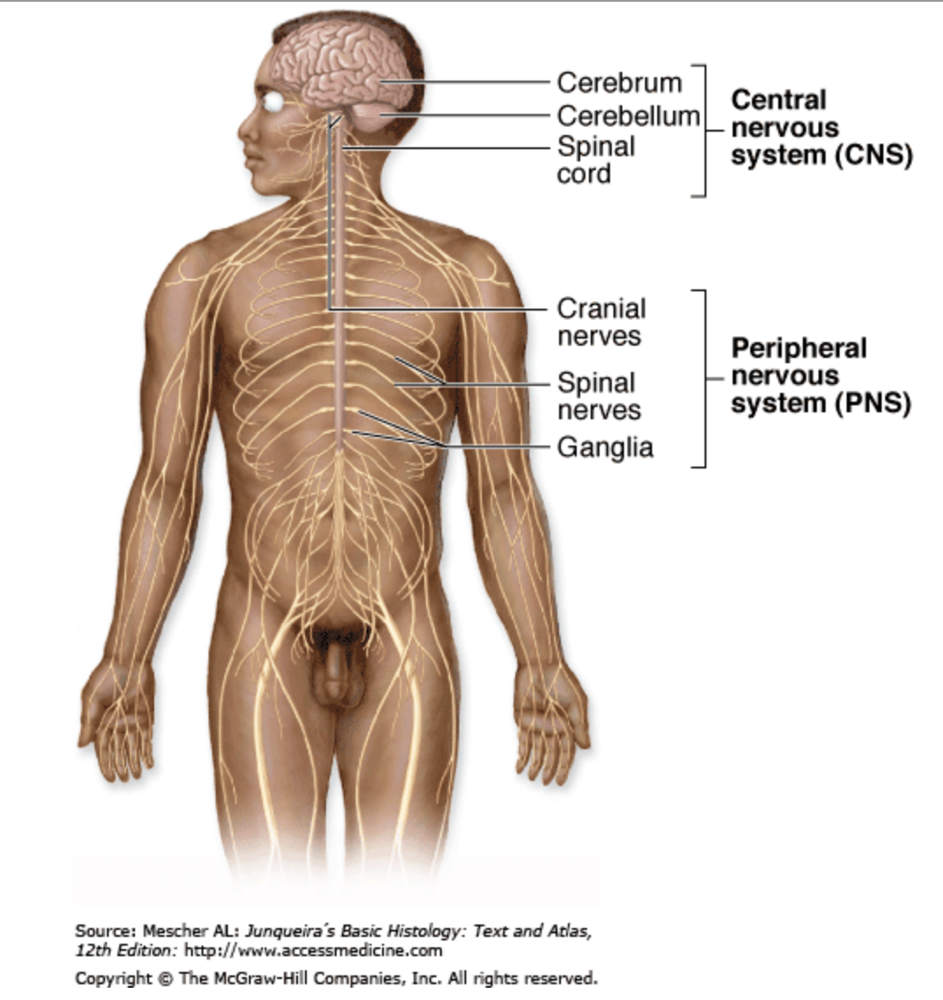 Cerebrum
Cerebellum
Spinal
cord
Central
nervous
system (CNS)
Cranial
nerves
Spinal
nerves
Ganglia
Peripheral
nervous
system (PNS)
Source: Mescher AL: Junqueira´s Basic Histology: Text and Atlas,
12th Edition: http://www.accessmedicine.com
Copyright © The McGraw-Hill Companies, Inc. All rights reserved.